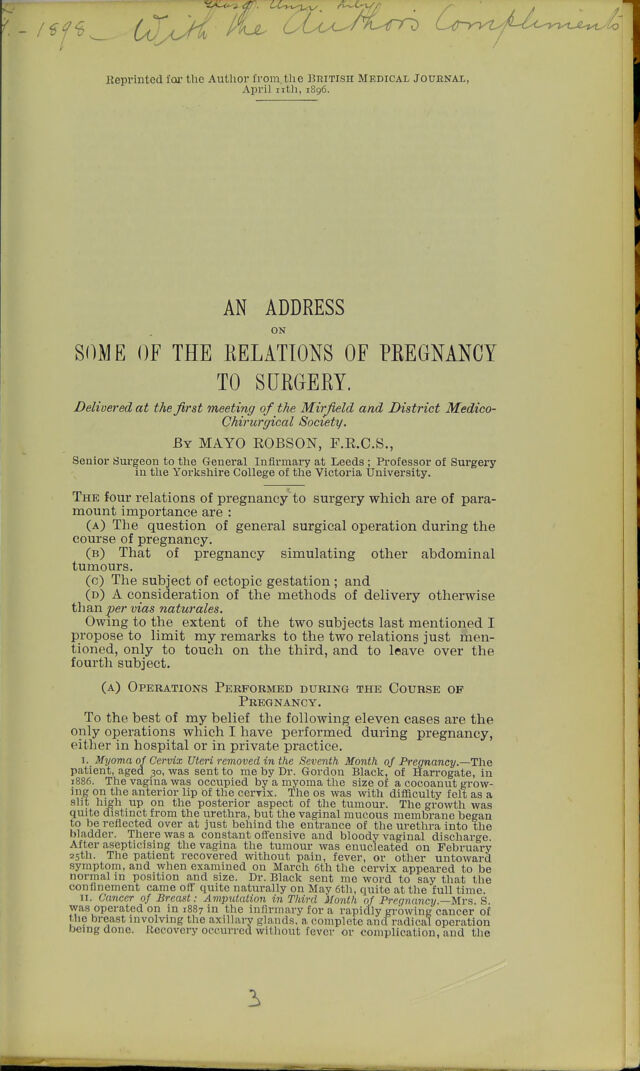 Glasg. Univ. Liby
- 1898 - With the Author's Compliments
Reprinted for the Author from the BRITISH MEDICAL JOURNAL,
April 11th, 1896.
AN ADDRESS
ON
SOME OF THE RELATIONS OF PREGNANCY
TO SURGERY.
Delivered at the first meeting of the Mirfield and District Medico-
Chirurgical Society.
BY MAYO ROBSON, F.R.C.S.,
Senior Surgeon to the General Infirmary at Leeds ; Professor of Surgery
in the Yorkshire College of the Victoria University.
THE four relations of pregnancy to surgery which are of para-
mount importance are :
(A) The question of general surgical operation during the
course of pregnancy.
(B) That of pregnancy simulating other abdominal
tumours.
(C) The subject of ectopic gestation ; and
(D) A consideration of the methods of delivery otherwise
than per vias naturales.
Owing to the extent of the two subjects last mentioned I
propose to limit my remarks to the two relations just men-
tioned, only to touch on the third, and to leave over the
fourth subject.
(A) OPERATIONS PERFORMED DURING THE COURSE OF
PREGNANCY.
To the best of my belief the following eleven cases are the
only operations which I have performed during pregnancy,
either in hospital or in private practice.
I. Myoma of Cervix Uteri removed in the Seventh Month of Pregnancy.—The
patient, aged 30, was sent to me by Dr. Gordon Black, of Harrogate, in
1886. The vagina was occupied by a myoma the size of a cocoanut grow-
ing on the anterior lip of the cervix. The os was with difficulty felt as a
slit high up on the posterior aspect of the tumour. The growth was
quite distinct from the urethra, but the vaginal mucous membrane began
to be reflected over at just behind the entrance of the urethra into the
bladder. There was a constant offensive and bloody vaginal discharge.
After asepticising the vagina the tumour was enucleated on February
25th. The patient recovered without pain, fever, or other untoward
symptom, and when examined on March 6th the cervix appeared to be
normal in position and size. Dr. Black sent me word to say that the
confinement came off quite naturally on May 6th, quite at the full time.
II. Cancer of Breast: Amputation in Third Month of Pregnancy.—Mrs. S.
was operated on in 1887 in the infirmary for a rapidly growing cancer of
the breast involving the axillary glands, a complete and radical operation
being done. Recovery occurred without fever or complication, and the
3